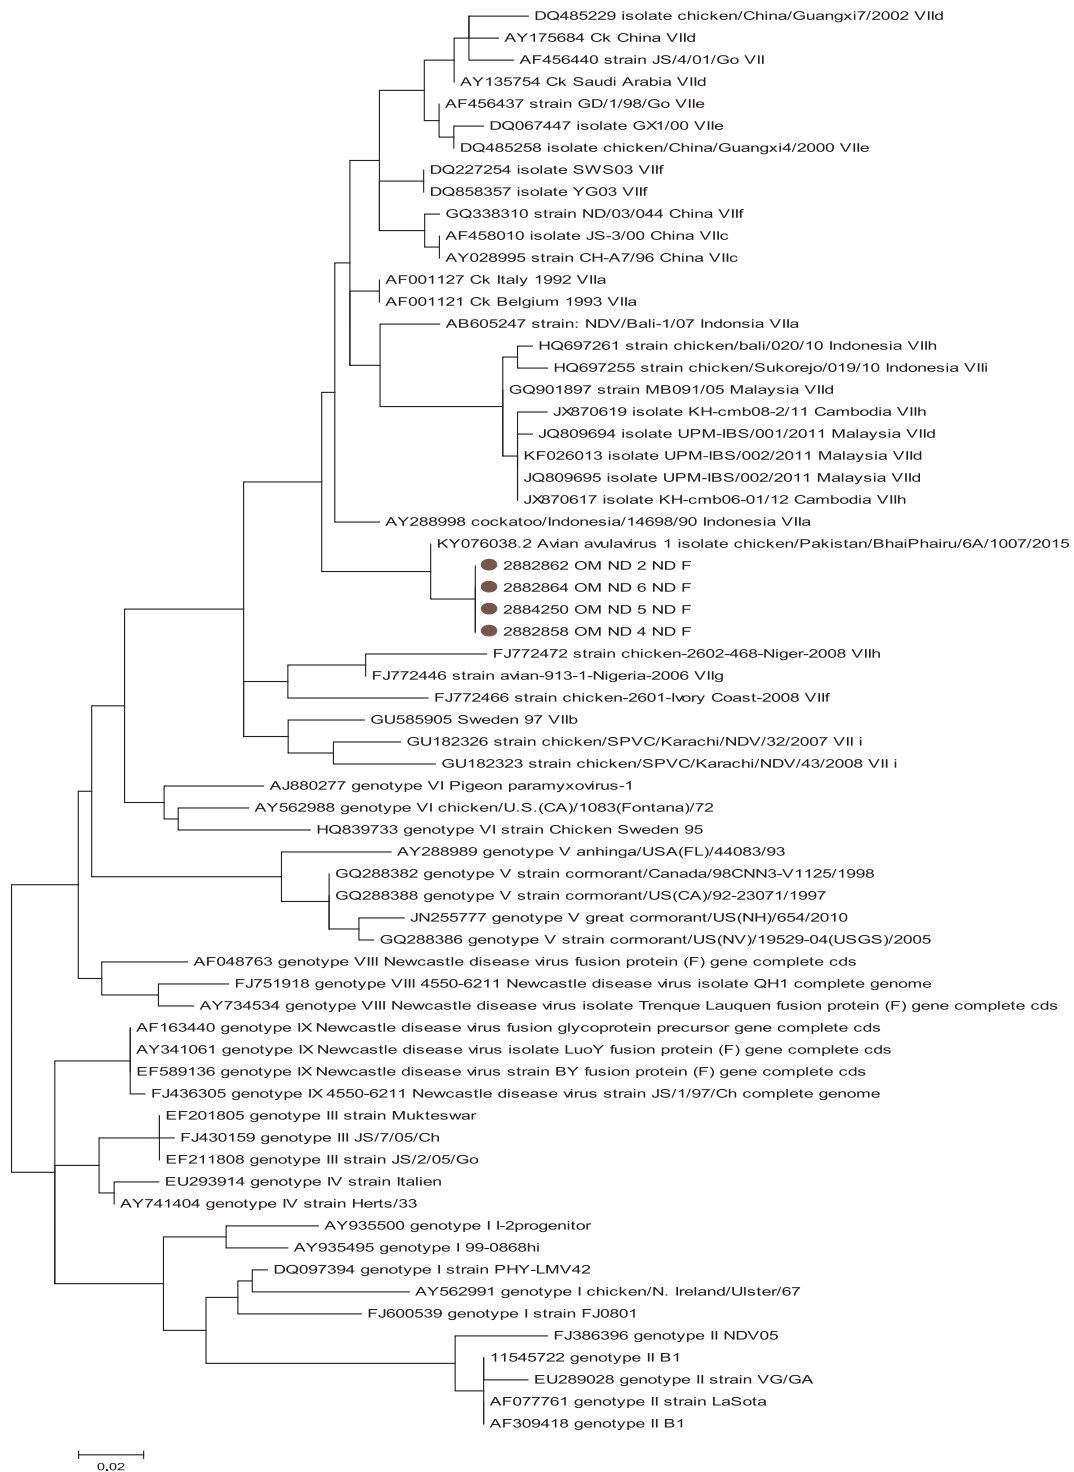 DQ485229 isolate chicken/China/Guangxi7/2002 VIId
AY175684 Ck China VIId
AF456440 strain JS/4/01/Go VII
AY135754 Ck Saudi Arabia VIId
AF456437 strain GD/1/98/Go VIIe
DQ067447 isolate GX1/00 VIIe
DQ485258 isolate chicken/China/Guangxi4/2000 VIIe
DQ227254 isolate SWS03 VIIf
DQ858357 isolate YG03 VIIf
GQ338310 strain ND/03/044 China VIIf
AF458010 isolate JS-3/00 China VIIc
AY028995 strain CH-A7/96 China VIIc
AF001127 Ck Italy 1992 VIIa
AF001121 Ck Belgium 1993 VIIa
AB605247 strain: NDV/Bali-1/07 Indonsia VIIa
HQ697261 strain chicken/bali/020/10 Indonesia VIIh
HQ697255 strain chicken/Sukorejo/019/10 Indonesia VIIi
GQ901897 strain MB091/05 Malaysia VIId
JX870619 isolate KH-cmb08-2/11 Cambodia VIIh
JQ809694 isolate UPM-IBS/001/2011 Malaysia VIId
KF026013 isolate UPM-IBS/002/2011 Malaysia VIId
JQ809695 isolate UPM-IBS/002/2011 Malaysia VIId
JX870617 isolate KH-cmb06-01/12 Cambodia VIIh
AY288998 cockatoo/Indonesia/14698/90 Indonesia VIIa
KY076038.2 Avian avulavirus 1 isolate chicken/Pakistan/BhaiPhairu/6A/1007/2015
2882862 OM ND 2 ND F
2882864 OM ND 6 ND F
2884250 OM ND 5 ND F
2882858 OM ND 4 ND F
FJ772472 strain chicken-2602-468-Niger-2008 VIIh
FJ772446 strain avian-913-1-Nigeria-2006 VIIg
FJ772466 strain chicken-2601-Ivory Coast-2008 VIIf
GU585905 Sweden 97 VIIb
GU182326 strain chicken/SPVC/Karachi/NDV/32/2007 VII i
GU182323 strain chicken/SPVC/Karachi/NDV/43/2008 VII i
AJ880277 genotype VI Pigeon paramyxovirus-1
AY562988 genotype VI chicken/U.S.(CA)/1083(Fontana)/72
HQ839733 genotype VI strain Chicken Sweden 95
AY288989 genotype V anhinga/USA(FL)/44083/93
GQ288382 genotype V strain cormorant/Canada/98CNN3-V1125/1998
GQ288388 genotype V strain cormorant/US(CA)/92-23071/1997
JN255777 genotype V great cormorant/US(NH)/654/2010
GQ288386 genotype V strain cormorant/US(NV)/19529-04(USGS)/2005
AF048763 genotype VIII Newcastle disease virus fusion protein (F) gene complete cds
FJ751918 genotype VIII 4550-6211 Newcastle disease virus isolate QH1 complete genome
AY734534 genotype VIII Newcastle disease virus isolate Trenque Lauquen fusion protein (F) gene complete cds
AF163440 genotype IX Newcastle disease virus fusion glycoprotein precursor gene complete cds
AY341061 genotype IX Newcastle disease virus isolate LuoY fusion protein (F) gene complete cds
EF589136 genotype IX Newcastle disease virus strain BY fusion protein (F) gene complete cds
FJ436305 genotype IX 4550-6211 Newcastle disease virus strain JS/1/97/Ch complete genome
EF201805 genotype III strain Mukteswar
FJ430159 genotype III JS/7/05/Ch
EF211808 genotype III strain JS/2/05/Go
EU293914 genotype IV strain Italien
AY741404 genotype IV strain Herts/33
AY935500 genotype I I-2progenitor
AY935495 genotype I 99-0868hi
DQ097394 genotype I strain PHY-LMV42
AY562991 genotype I chicken/N. Ireland/Ulster/67
FJ600539 genotype I strain FJ0801
FJ386396 genotype II NDV05
11545722 genotype II B1
EU289028 genotype II strain VG/GA
AF077761 genotype II strain LaSota
AF309418 genotype II B1
0.02